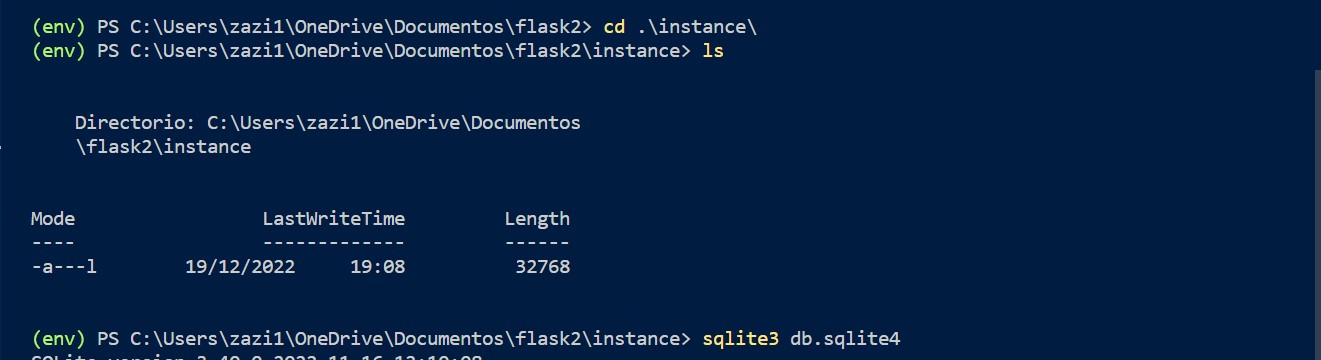 (env) PS C:\Users\zazi1\OneDrive\Documentos\flask2> cd .\instance\
(env) PS C:\Users\zazi1\OneDrive\Documentos\flask2\instance> ls
Directorio: C:\Users\zazi1\OneDrive\Documentos
\flask2\instance
Mode LastWriteTime Length
---- ------------- ------
-a---l 19/12/2022 19:08 32768
(env) PS C:\Users\zazi1\OneDrive\Documentos\flask2\instance> sqlite3 db.sqlite4